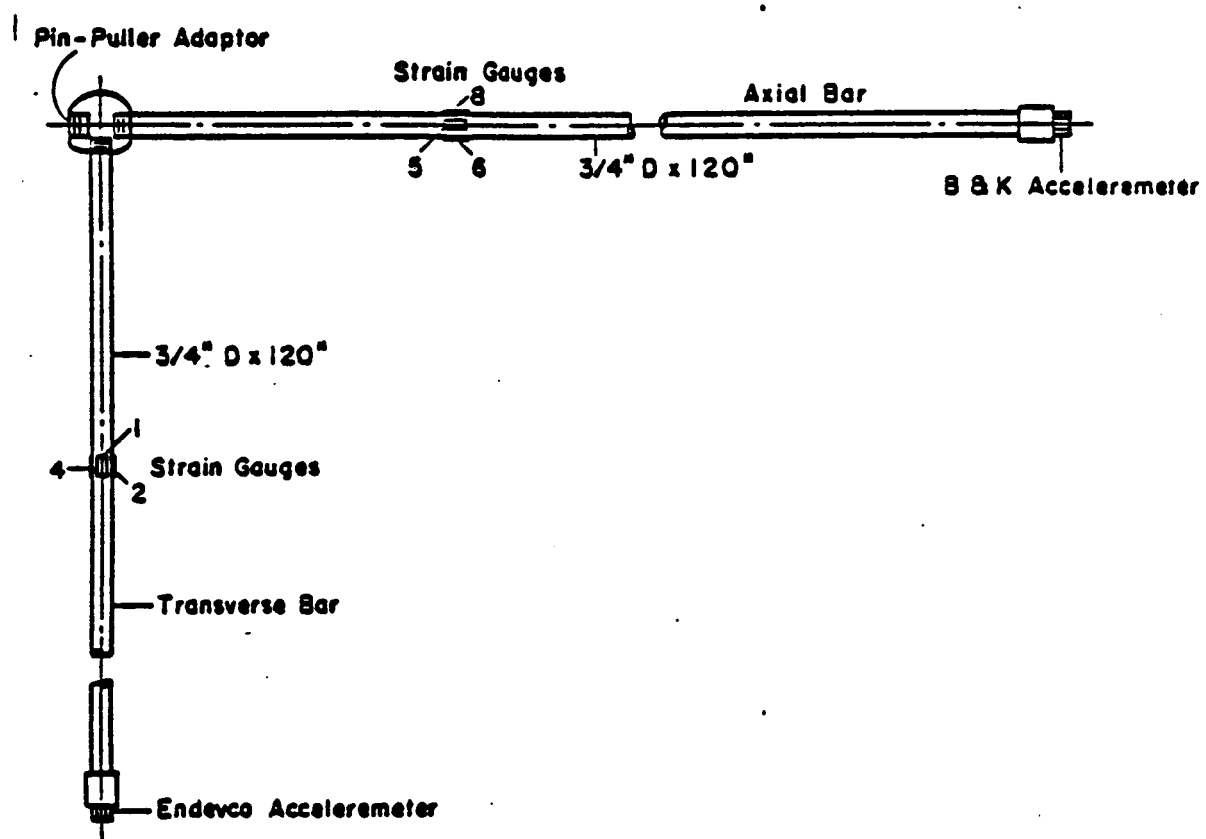 Pin-Puller Adaptor
Strain Gauges
8
Axial Bar
5
6
3/4" D x 120"
B & K Accelerometer
3/4" D x 120"
1
4
Strain Gauges
2
Transverse Bar
Endevco Accelerometer